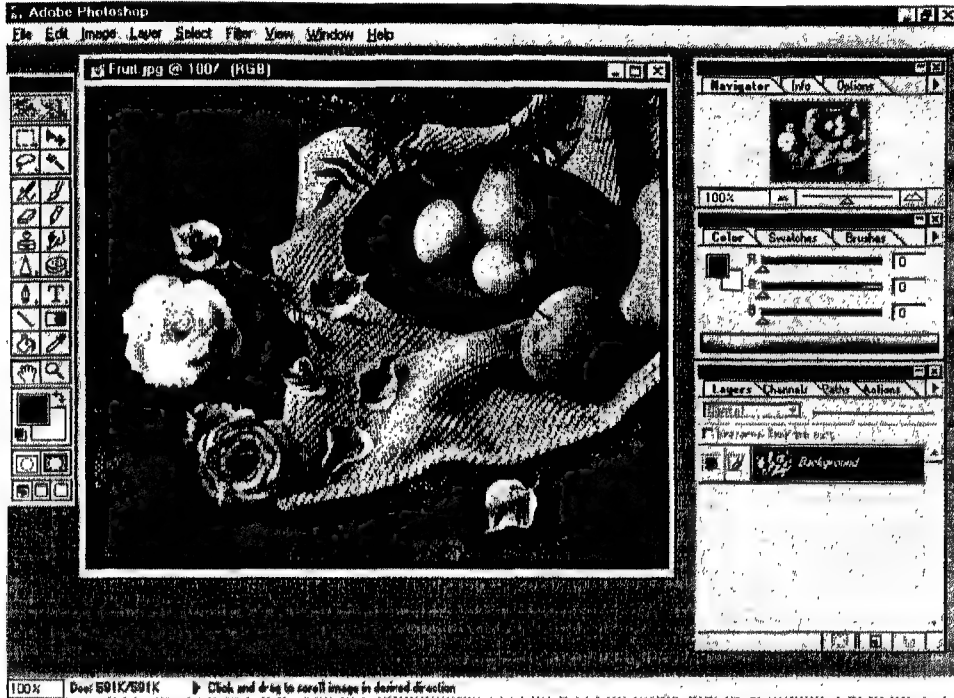 Adobe Photoshop
File Edit Image Layer Select Filter View Window Help
Fruit.jpg @ 100% (RGB)
Navigator Info Options
100%
Color Swatches Brushes
R 0
0
B 0
Layers Channels Paths Actions
Background
100% Doc: 591K/591K Click and drag to scroll image in desired direction